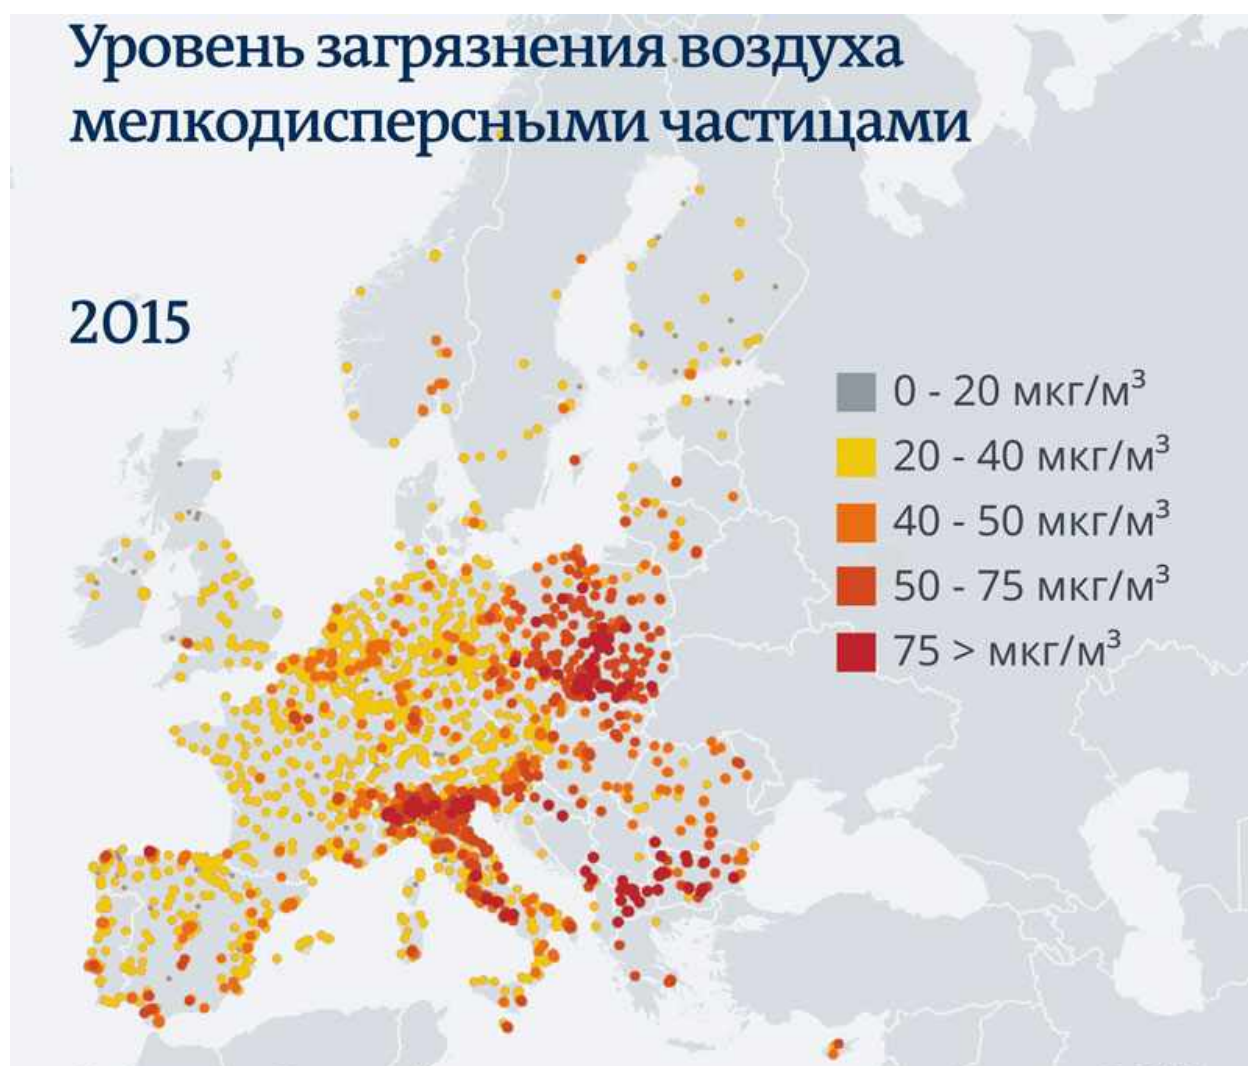 Уровень загрязнения воздуха
мелкодисперсными частицами
2015
0 - 20 мкг/м³
20 - 40 мкг/м³
40 - 50 мкг/м³
50 - 75 мкг/м³
75 > мкг/м³